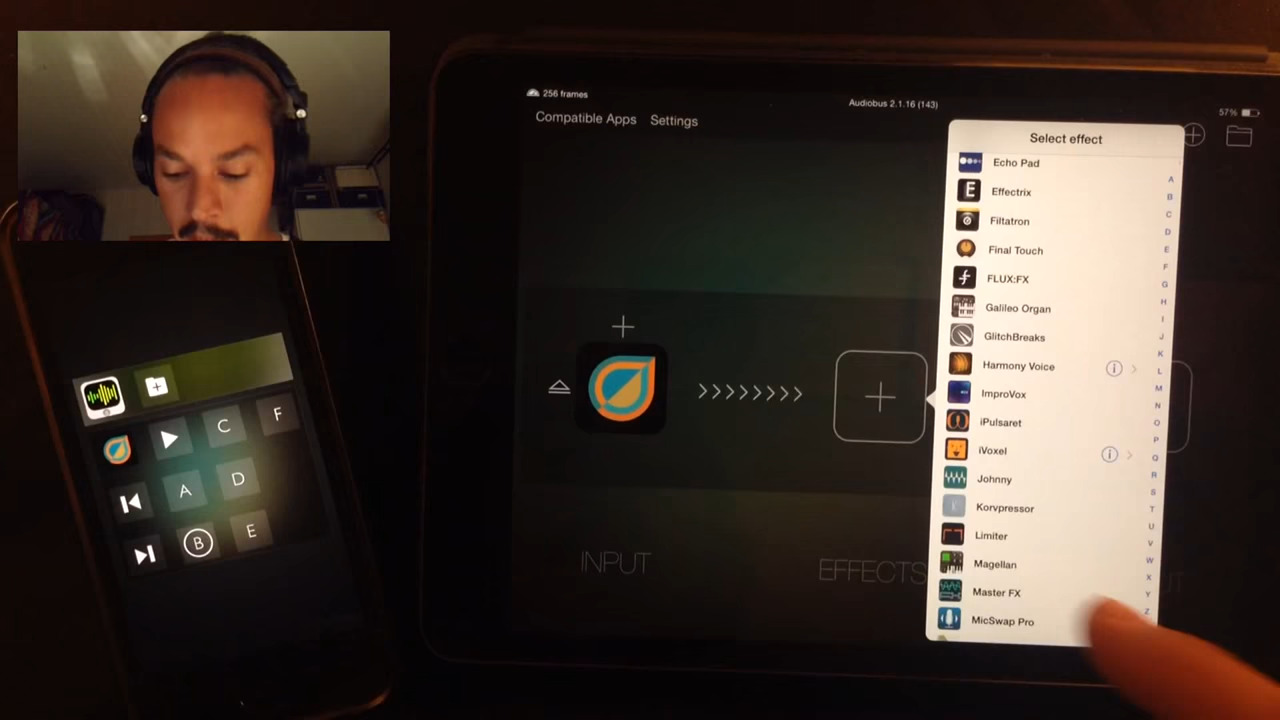 256 frames
Audiobus 2.1.16 (143)
57%
Compatible Apps Settings
Select effect
Echo Pad
Effectrix
Filtatron
Final Touch
FLUX:FX
Galileo Organ
GlitchBreaks
Harmony Voice
ImproVox
iPulsaret
iVoxel
Johnny
Korvpressor
Limiter
Magellan
Master FX
MicSwap Pro
A
B
C
D
E
F
G
H
I
J
K
L
M
N
O
P
Q
R
S
T
U
V
W
X
Y
Z
INPUT
EFFECTS
C
F
A
D
B
E